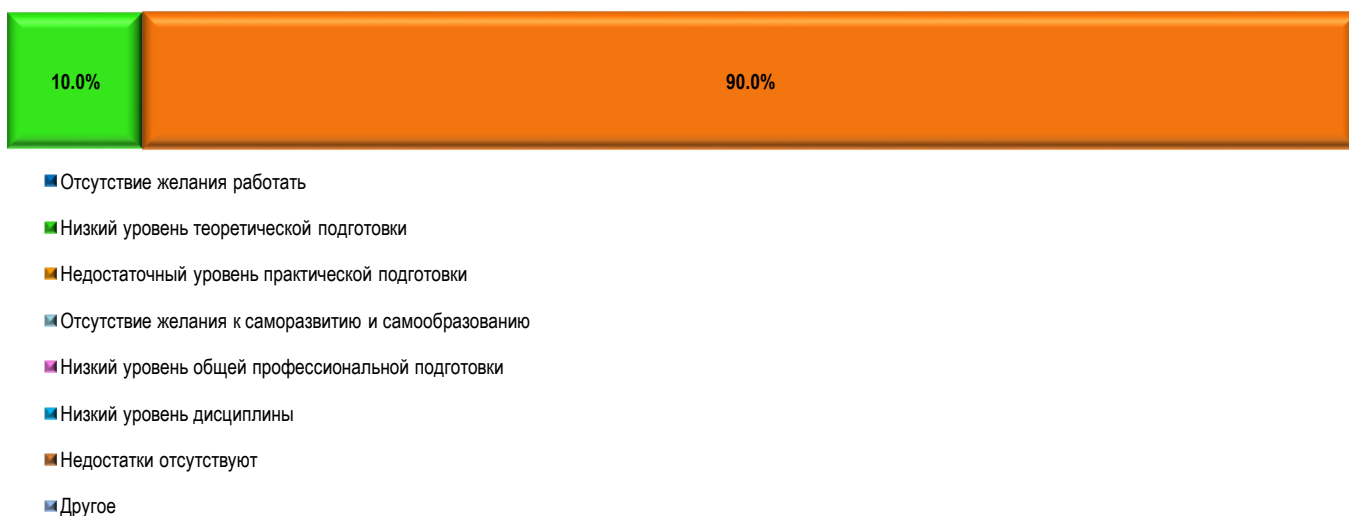 10.0% 90.0%
Отсутствие желания работать
Низкий уровень теоретической подготовки
Недостаточный уровень практической подготовки
Отсутствие желания к саморазвитию и самообразованию
Низкий уровень общей профессиональной подготовки
Низкий уровень дисциплины
Недостатки отсутствуют
Другое